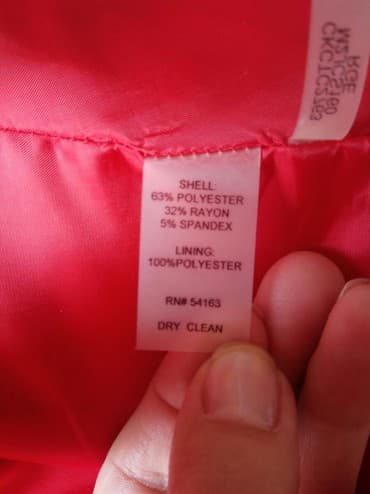 SHELL:
63% POLYESTER
32% RAYON
5% SPANDEX
LINING:
100%POLYESTER
RN# 54163
DRY CLEAN